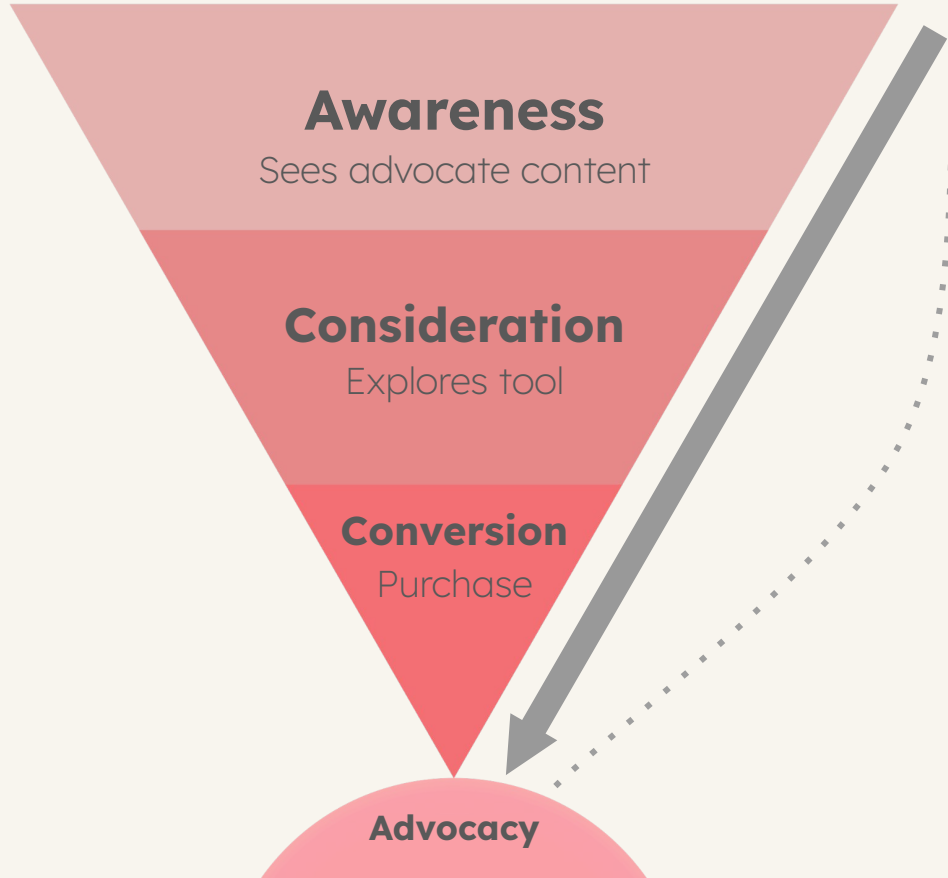 Awareness
Sees advocate content
Consideration
Explores tool
Conversion
Purchase
Advocacy